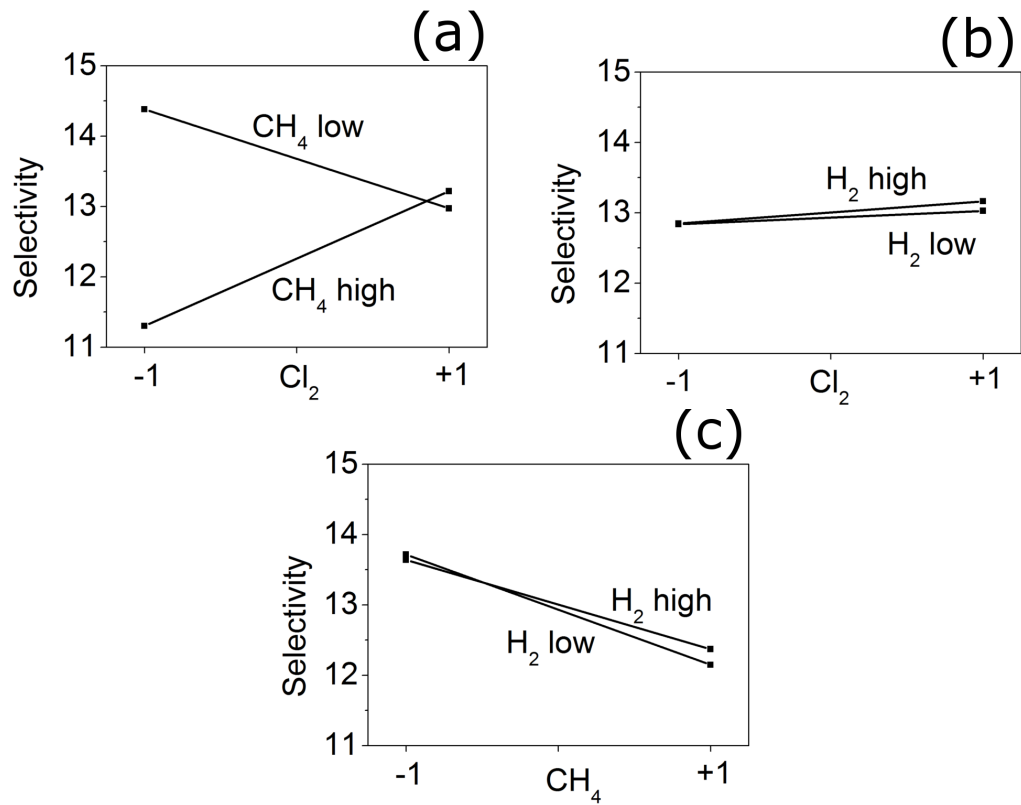 (a)
15
14
13
12
11
Selectivity
CH₄ low
CH₄ high
-1
Cl₂
+1
(b)
15
14
13
12
11
Selectivity
H₂ high
H₂ low
-1
Cl₂
+1
(c)
15
14
13
12
11
Selectivity
H₂ high
H₂ low
-1
CH₄
+1